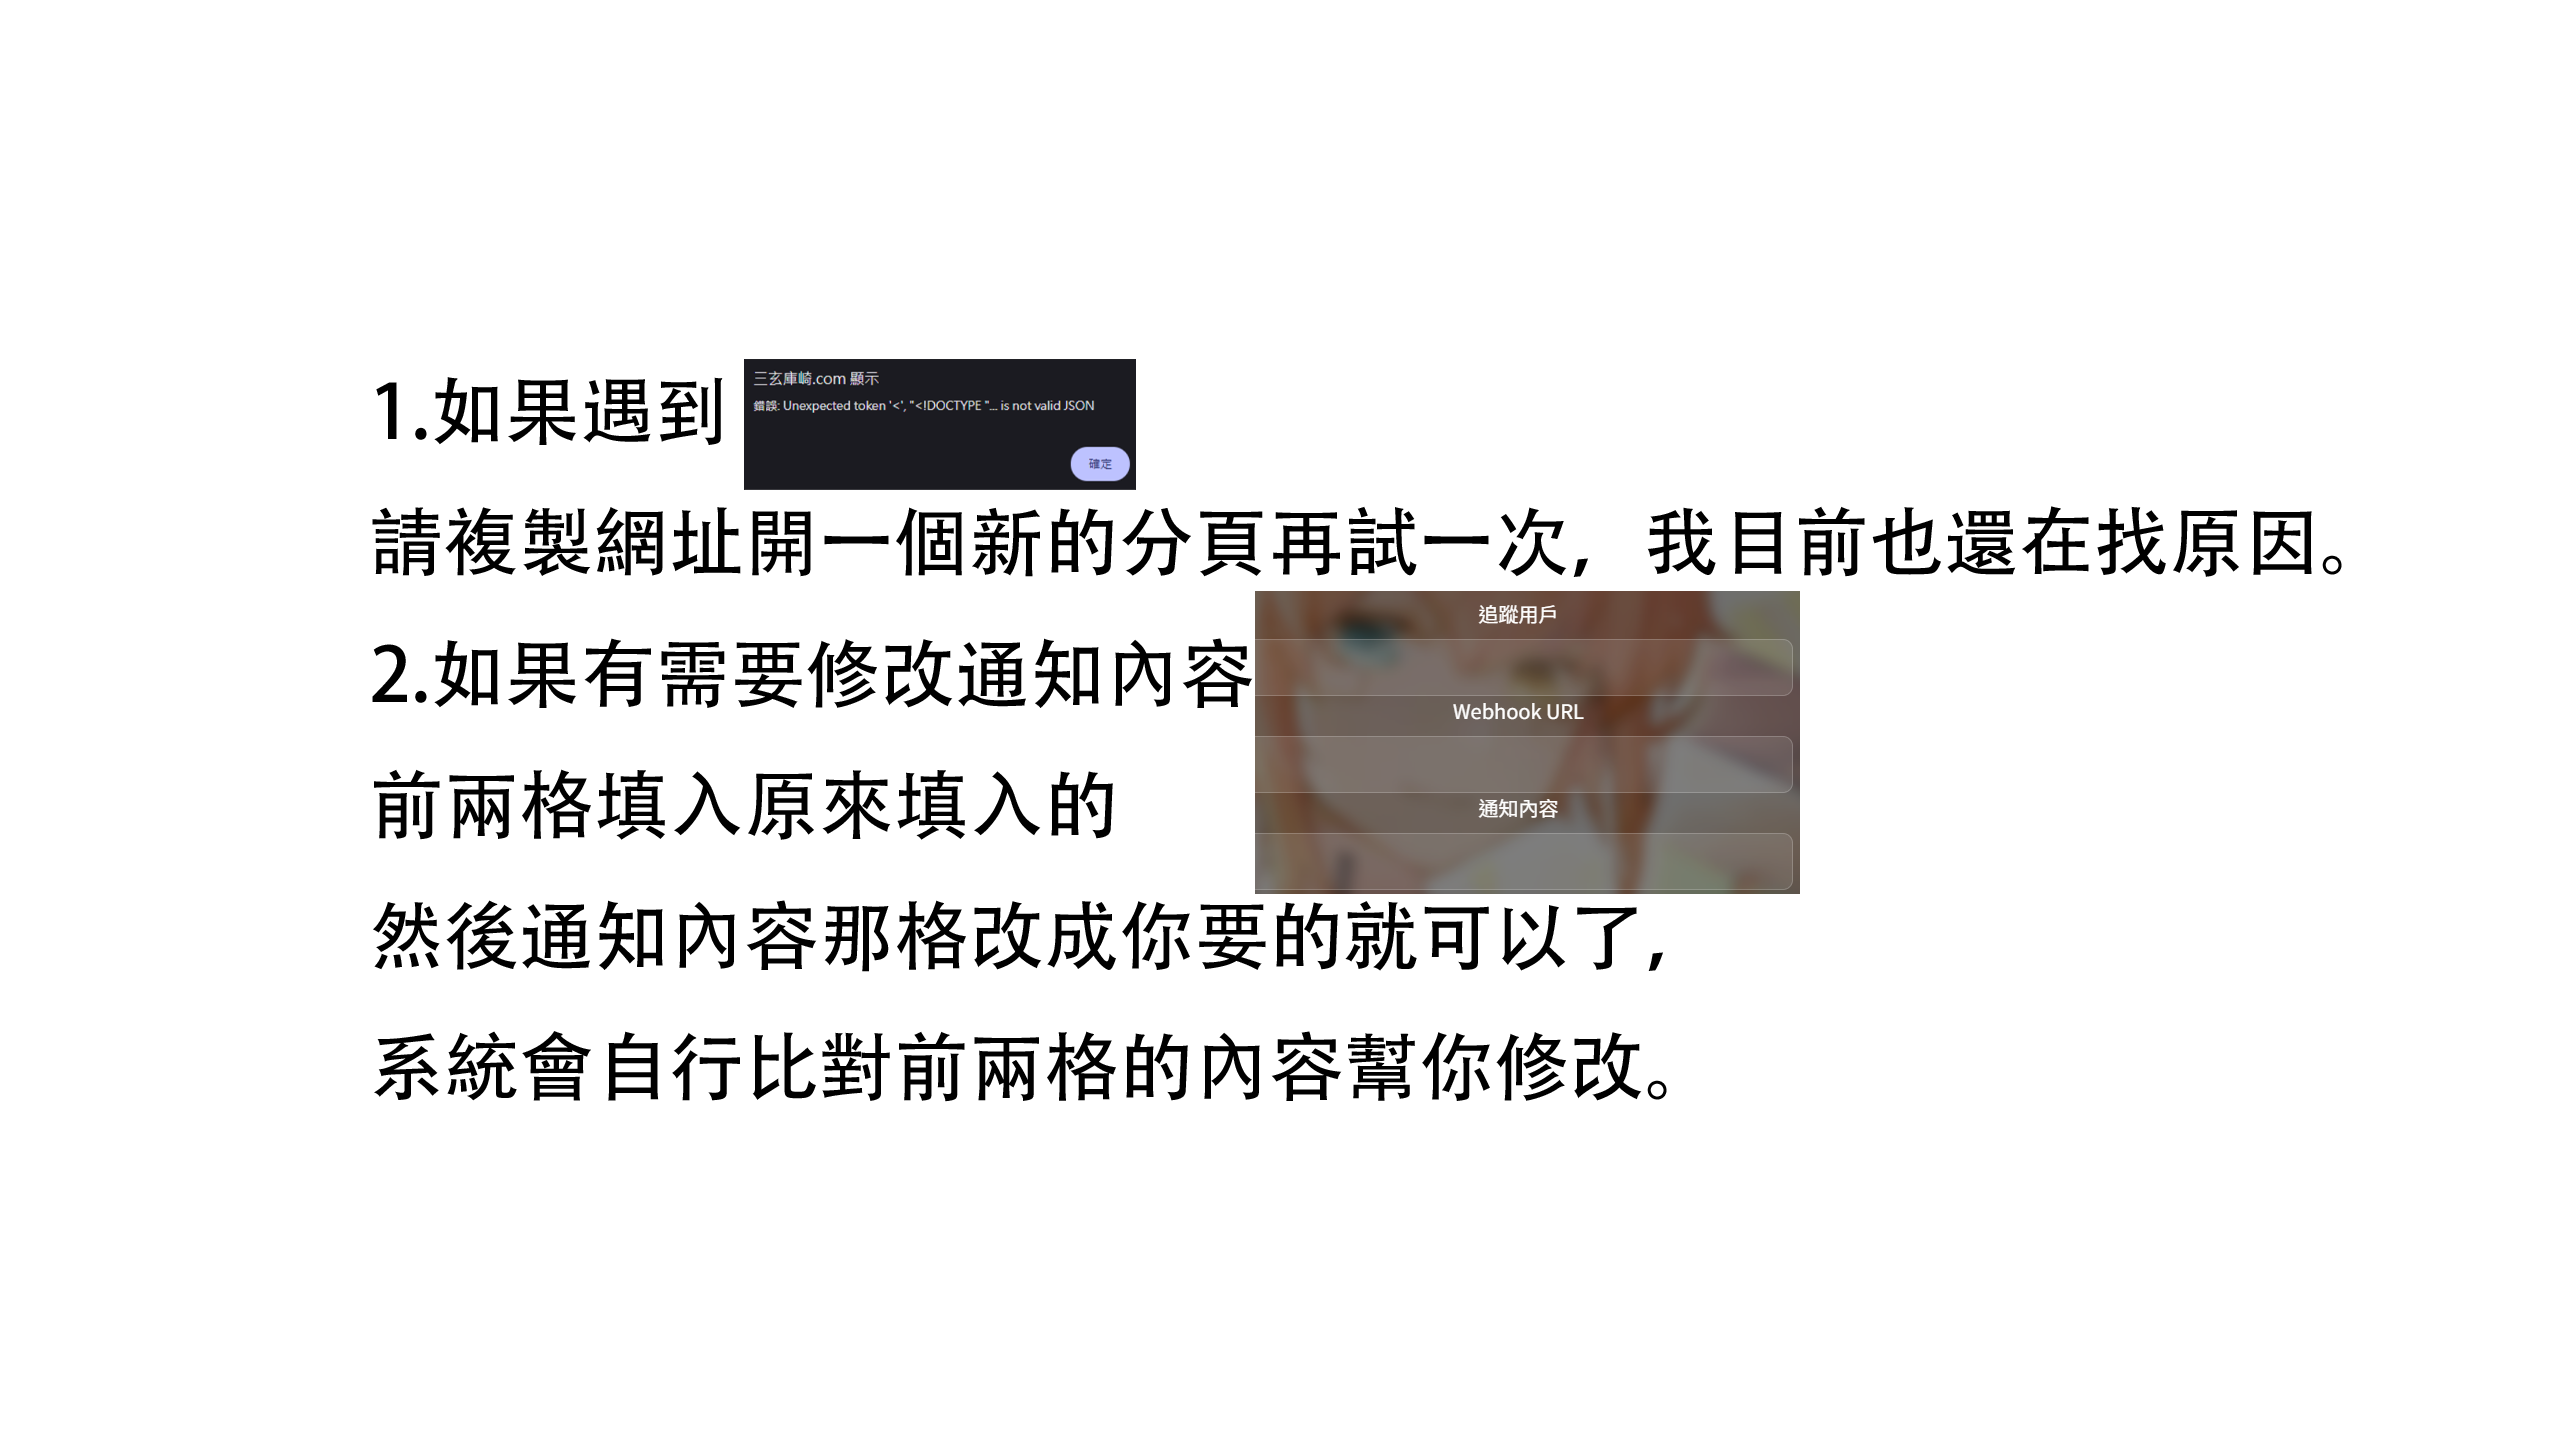 1.如果遇到
三玄庫崎.com 顯示
錯誤: Unexpected token '<', "<!DOCTYPE "... is not valid JSON
確定
請複製網址開一個新的分頁再試一次，我目前也還在找原因。
2.如果有需要修改通知內容
追蹤用戶
Webhook URL
通知內容
前兩格填入原來填入的
然後通知內容那格改成你要的就可以了，
系統會自行比對前兩格的內容幫你修改。